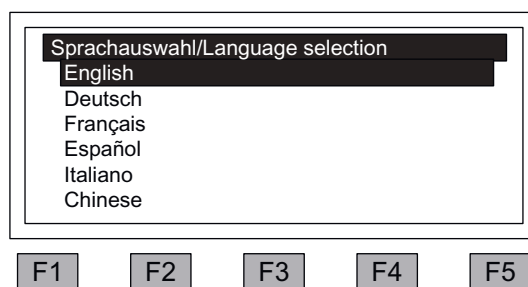 Sprachauswahl/Language selection
English
Deutsch
Français
Español
Italiano
Chinese
F1 F2 F3 F4 F5